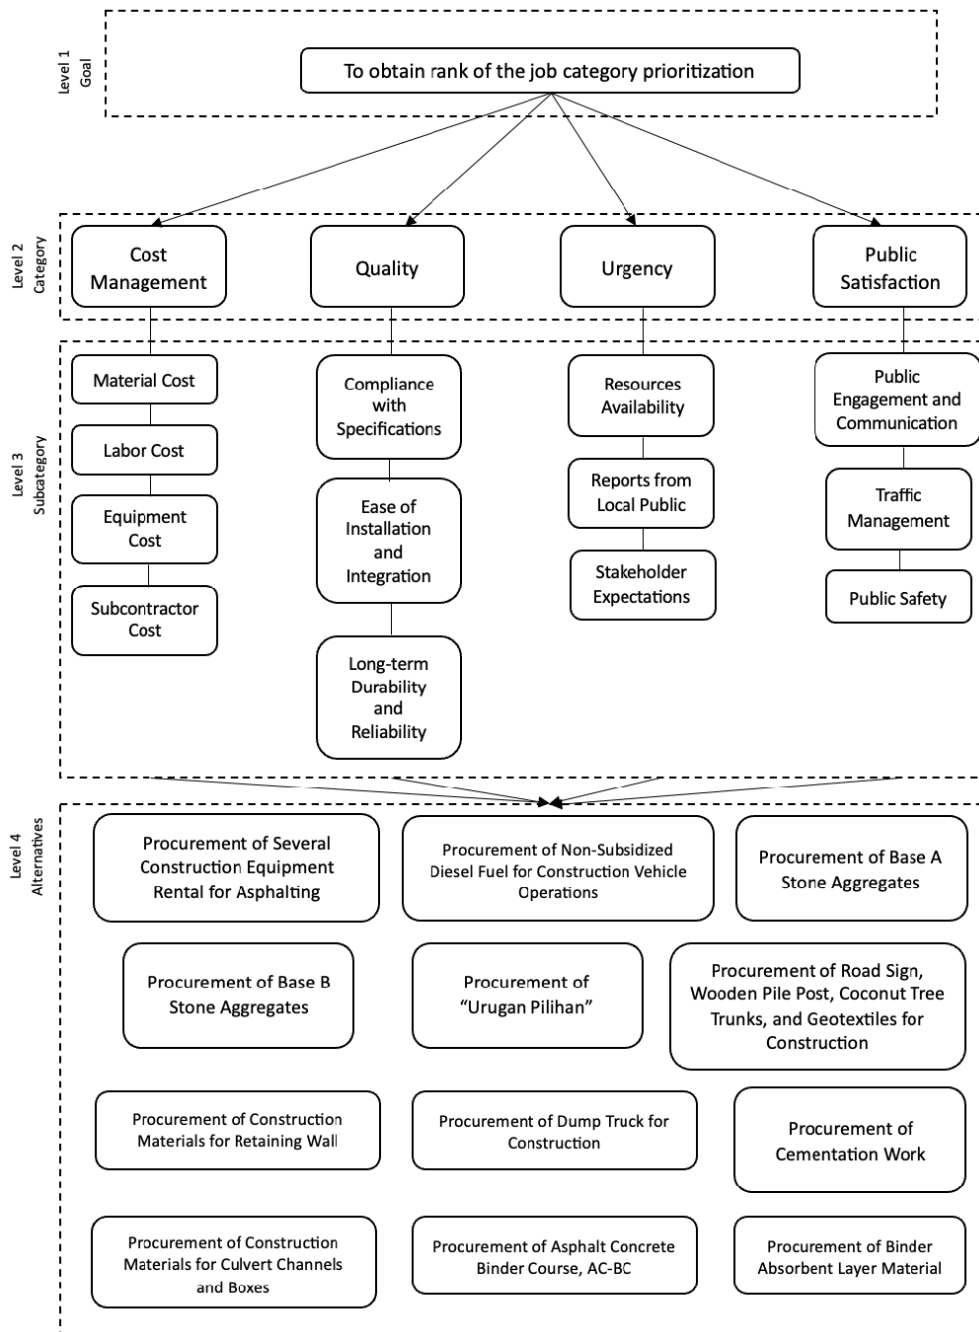 Level 1
Goal
To obtain rank of the job category prioritization
Level 2
Category
Cost
Management
Quality
Urgency
Public
Satisfaction
Level 3
Subcategory
Material Cost
Labor Cost
Equipment
Cost
Subcontractor
Cost
Compliance
with
Specifications
Ease of
Installation
and
Integration
Long-term
Durability
and
Reliability
Resources
Availability
Reports from
Local Public
Stakeholder
Expectations
Public
Engagement and
Communication
Traffic
Management
Public Safety
Level 4
Alternatives
Procurement of Several
Construction Equipment
Rental for Asphalting
Procurement of Non-Subsidized
Diesel Fuel for Construction Vehicle
Operations
Procurement of Base A
Stone Aggregates
Procurement of Base B
Stone Aggregates
Procurement of
“Urugan Pilihan”
Procurement of Road Sign,
Wooden Pile Post, Coconut Tree
Trunks, and Geotextiles for
Construction
Procurement of Construction
Materials for Retaining Wall
Procurement of Dump Truck for
Construction
Procurement of
Cementation Work
Procurement of Construction
Materials for Culvert Channels
and Boxes
Procurement of Asphalt Concrete
Binder Course, AC-BC
Procurement of Binder
Absorbent Layer Material